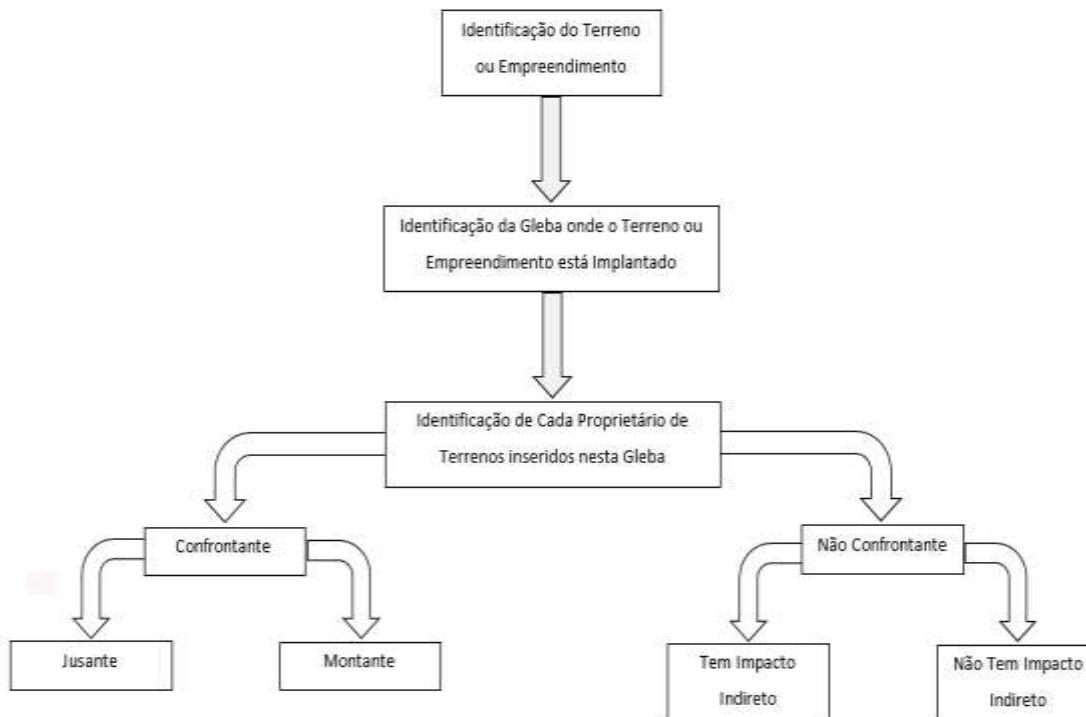 Identificação do Terreno
ou Empreendimento
Identificação da Gleba onde o Terreno ou
Empreendimento está Implantado
Identificação de Cada Proprietário de
Terrenos inseridos nesta Gleba
Confrontante
Não Confrontante
Jusante
Montante
Tem Impacto
Indireto
Não Tem Impacto
Indireto